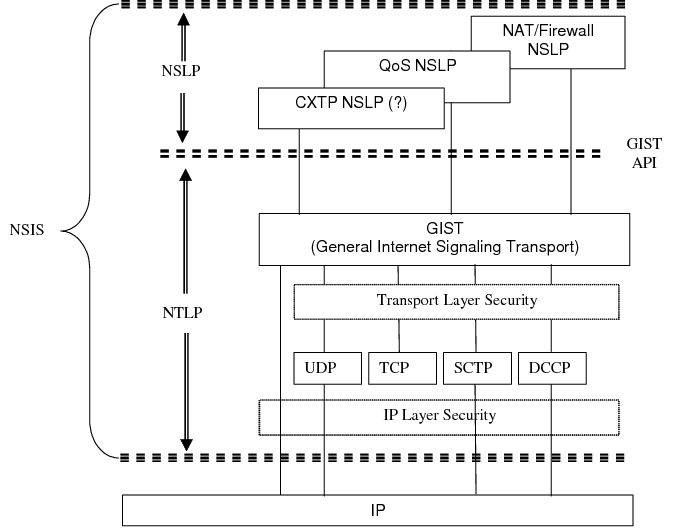 NAT/Firewall
NSLP
QoS NSLP
NSLP
CXTP NSLP (?)
GIST
API
NSIS
GIST
(General Internet Signaling Transport)
Transport Layer Security
NTLP
UDP
TCP
SCTP
DCCP
IP Layer Security
IP